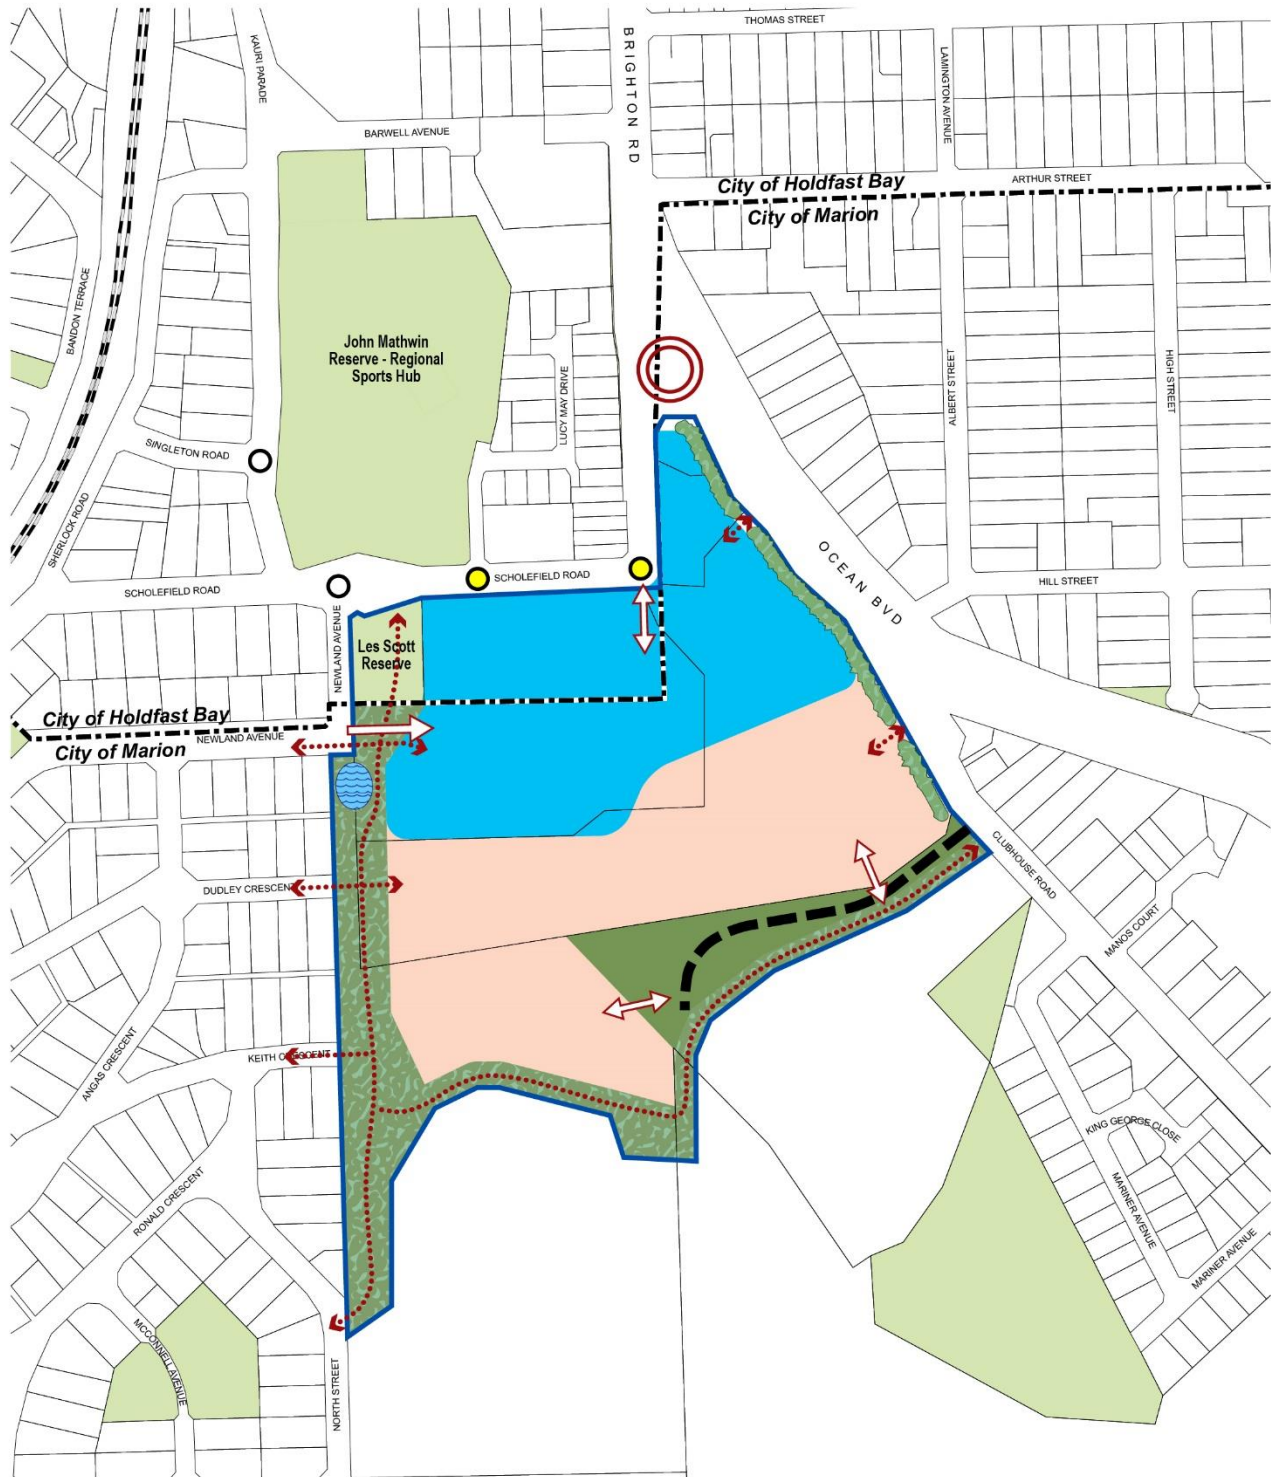 THOMAS STREET
KAURI PARADE
BRIGHTON RD
LAMINGTON AVENUE
BARWELL AVENUE
ARTHUR STREET
City of Holdfast Bay
City of Marion
BANDON TERRACE
John Mathwin
Reserve - Regional
Sports Hub
LUCY MAY DRIVE
ALBERT STREET
HIGH STREET
SINGLETON ROAD
SHERLOCK ROAD
OCEAN BVD
SCHOLEFIELD ROAD
SCHOLEFIELD ROAD
HILL STREET
NEWLAND AVENUE
Les Scott
Reserve
City of Holdfast Bay
NEWLAND AVENUE
City of Marion
CLUBHOUSE ROAD
DUDLEY CRESCENT
MANOS COURT
ANGAS CRESCENT
KEITH CRESCENT
KING GEORGE CLOSE
RONALD CRESCENT
MARINER AVENUE
MARINER AVENUE
MCCONNELL AVENUE
NORTH STREET